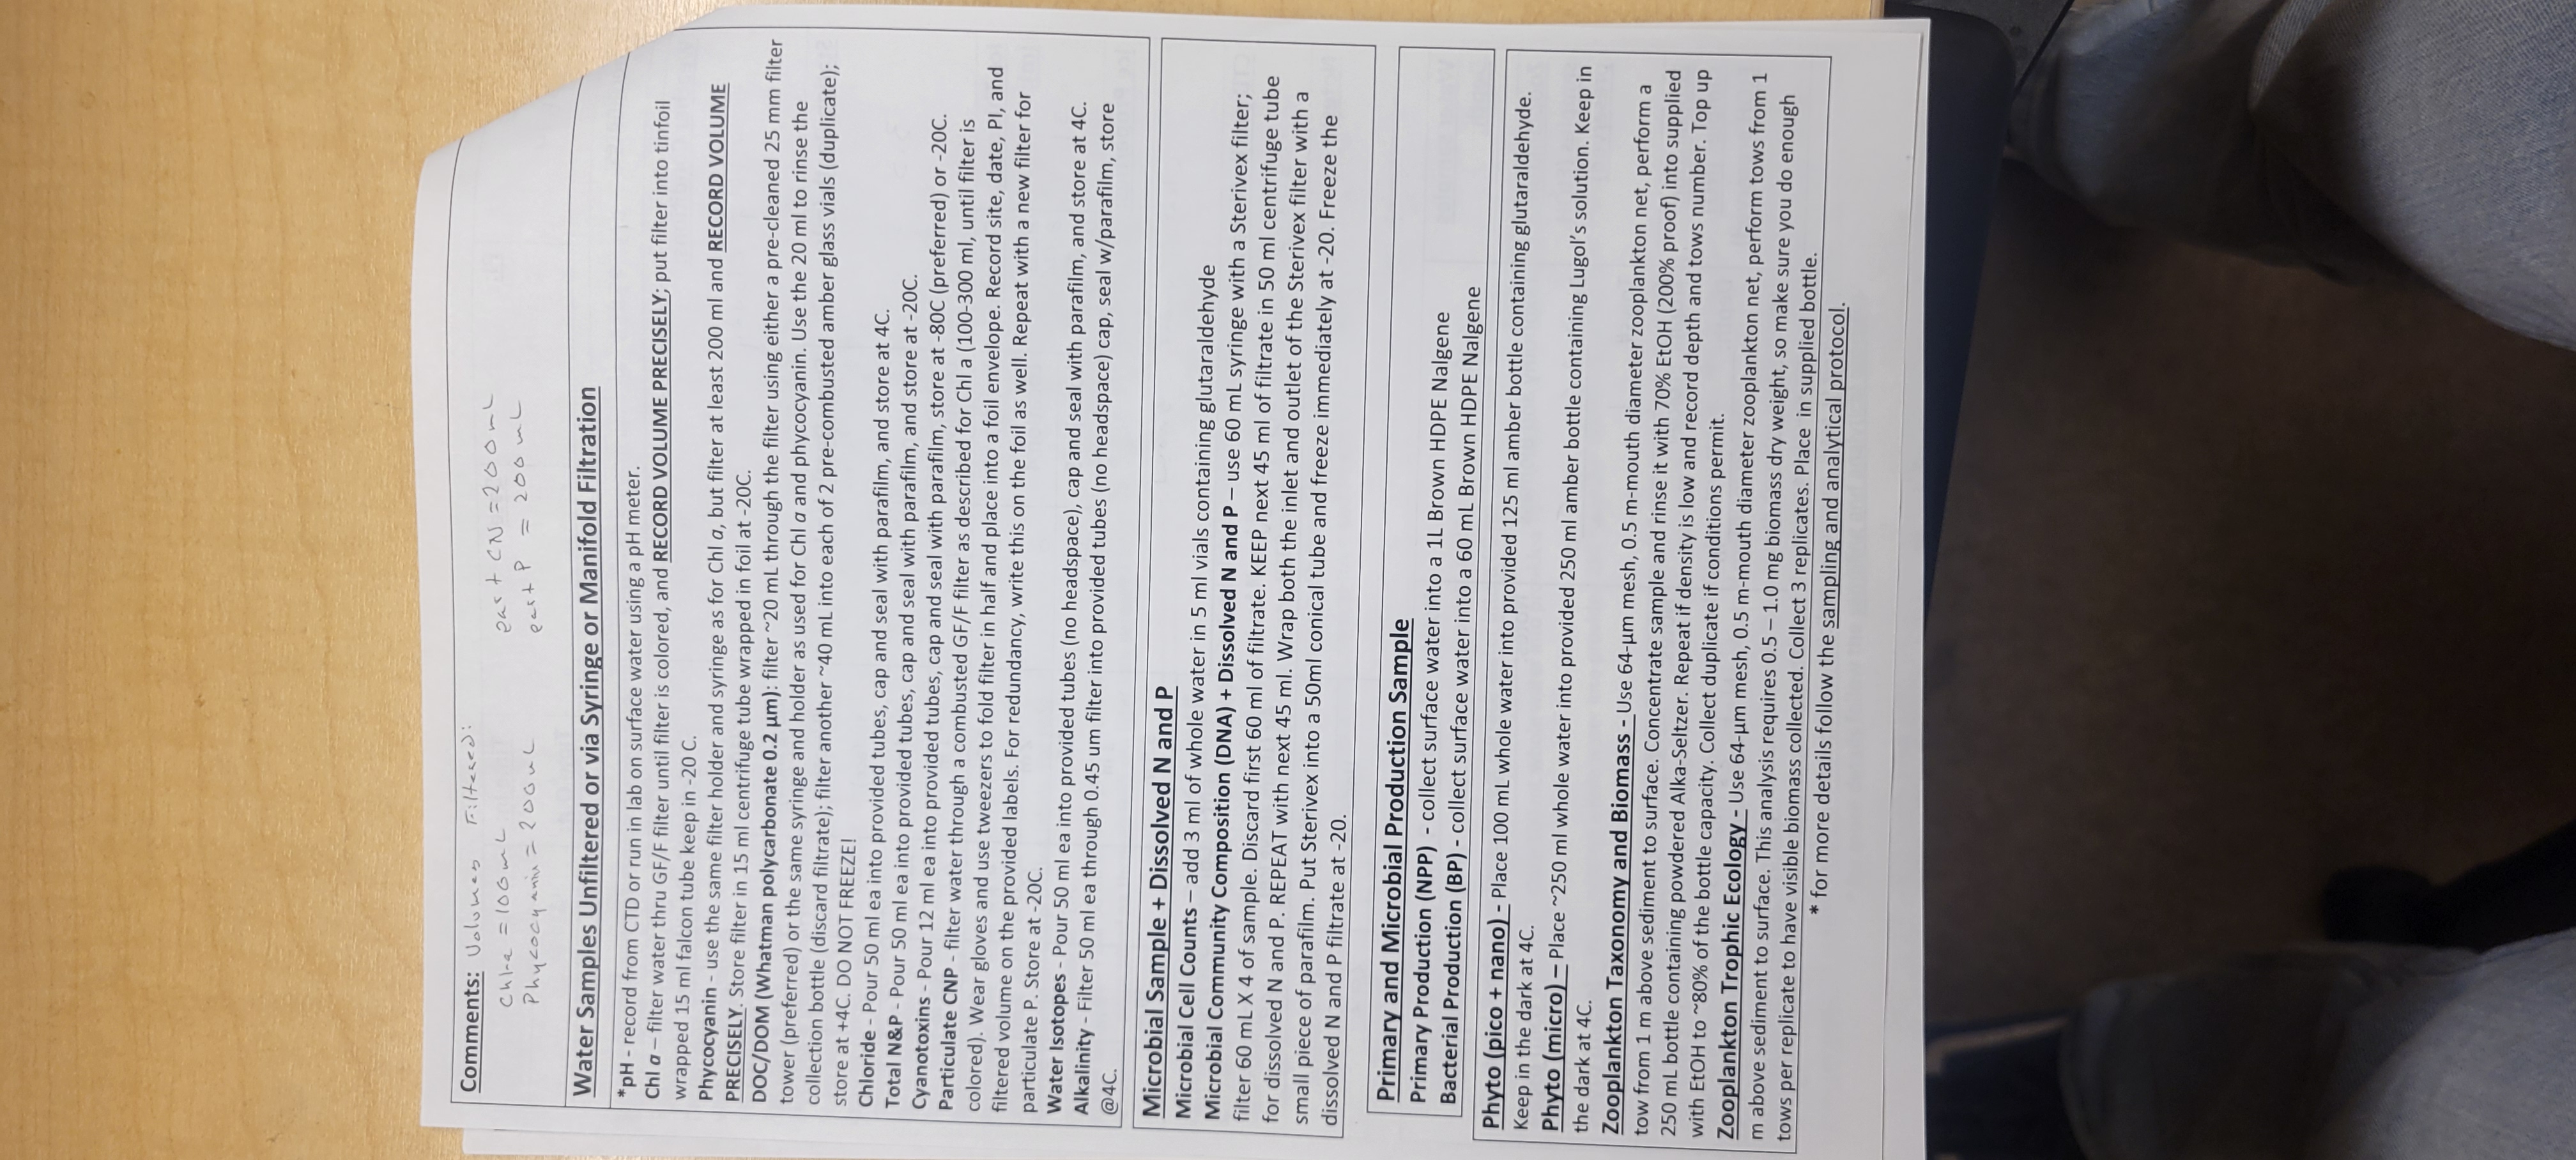 Comments: Volumes Filtered:
Chl-a = 100mL part CN = 200mL
Phycocyanin = 200mL part P = 200 mL
Water Samples Unfiltered or via Syringe or Manifold Filtration
*pH - record from CTD or run in lab on surface water using a pH meter.
Chl a – filter water thru GF/F filter until filter is colored, and RECORD VOLUME PRECISELY; put filter into tinfoil
wrapped 15 ml falcon tube keep in -20 C.
Phycocyanin - use the same filter holder and syringe as for Chl a, but filter at least 200 ml and RECORD VOLUME
PRECISELY. Store filter in 15 ml centrifuge tube wrapped in foil at -20C.
DOC/DOM (Whatman polycarbonate 0.2 µm): filter ~20 mL through the filter using either a pre-cleaned 25 mm filter
tower (preferred) or the same syringe and holder as used for Chl a and phycocyanin. Use the 20 ml to rinse the
collection bottle (discard filtrate); filter another ~40 mL into each of 2 pre-combusted amber glass vials (duplicate);
store at +4C. DO NOT FREEZE!
Chloride - Pour 50 ml ea into provided tubes, cap and seal with parafilm, and store at 4C.
Total N&P - Pour 50 ml ea into provided tubes, cap and seal with parafilm, and store at -20C.
Cyanotoxins - Pour 12 ml ea into provided tubes, cap and seal with parafilm, store at -80C (preferred) or -20C.
Particulate CNP - filter water through a combusted GF/F filter as described for Chl a (100-300 ml, until filter is
colored). Wear gloves and use tweezers to fold filter in half and place into a foil envelope. Record site, date, PI, and
filtered volume on the provided labels. For redundancy, write this on the foil as well. Repeat with a new filter for
particulate P. Store at -20C.
Water Isotopes - Pour 50 ml ea into provided tubes (no headspace), cap and seal with parafilm, and store at 4C.
Alkalinity - Filter 50 ml ea through 0.45 um filter into provided tubes (no headspace) cap, seal w/parafilm, store
@4C.
Microbial Sample + Dissolved N and P
Microbial Cell Counts – add 3 ml of whole water in 5 ml vials containing glutaraldehyde
Microbial Community Composition (DNA) + Dissolved N and P – use 60 mL syringe with a Sterivex filter;
filter 60 mL X 4 of sample. Discard first 60 ml of filtrate. KEEP next 45 ml of filtrate in 50 ml centrifuge tube
for dissolved N and P. REPEAT with next 45 ml. Wrap both the inlet and outlet of the Sterivex filter with a
small piece of parafilm. Put Sterivex into a 50ml conical tube and freeze immediately at -20. Freeze the
dissolved N and P filtrate at -20.
Primary and Microbial Production Sample
Primary Production (NPP) - collect surface water into a 1L Brown HDPE Nalgene
Bacterial Production (BP) - collect surface water into a 60 mL Brown HDPE Nalgene
Phyto (pico + nano) - Place 100 mL whole water into provided 125 ml amber bottle containing glutaraldehyde.
Keep in the dark at 4C.
Phyto (micro) – Place ~250 ml whole water into provided 250 ml amber bottle containing Lugol's solution. Keep in
the dark at 4C.
Zooplankton Taxonomy and Biomass - Use 64-µm mesh, 0.5 m-mouth diameter zooplankton net, perform a
tow from 1 m above sediment to surface. Concentrate sample and rinse it with 70% EtOH (200% proof) into supplied
250 mL bottle containing powdered Alka-Seltzer. Repeat if density is low and record depth and tows number. Top up
with EtOH to ~80% of the bottle capacity. Collect duplicate if conditions permit.
Zooplankton Trophic Ecology - Use 64-µm mesh, 0.5 m-mouth diameter zooplankton net, perform tows from 1
m above sediment to surface. This analysis requires 0.5 – 1.0 mg biomass dry weight, so make sure you do enough
tows per replicate to have visible biomass collected. Collect 3 replicates. Place in supplied bottle.
* for more details follow the sampling and analytical protocol.